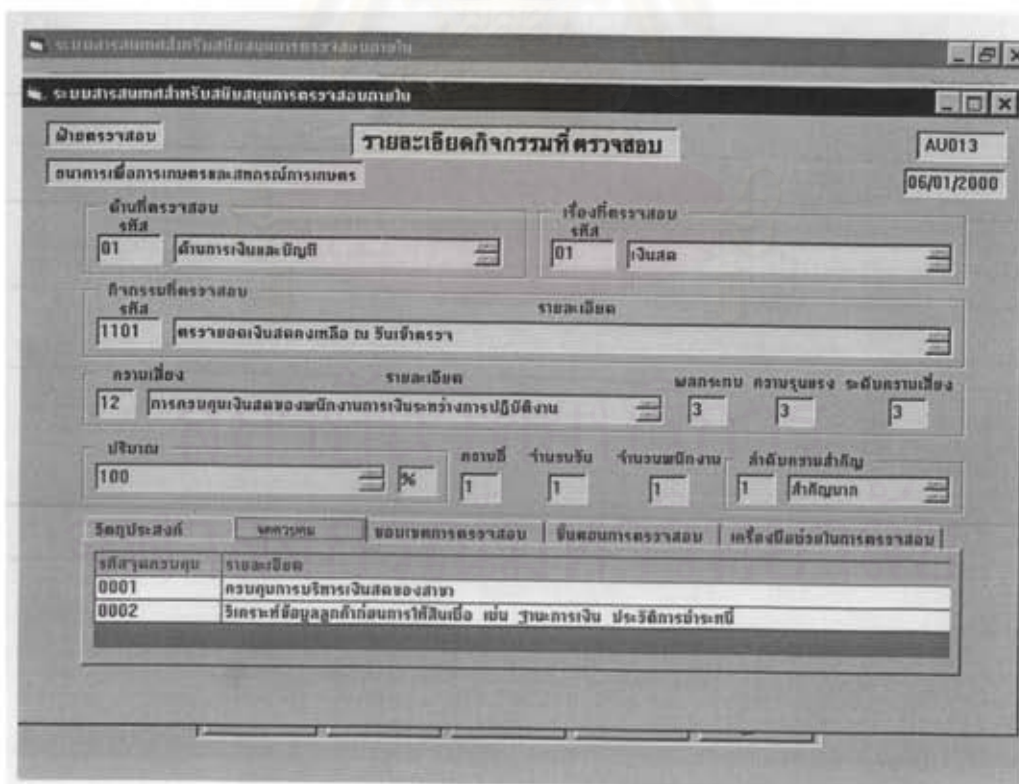 ระบบสารสนเทศสำหรับสนับสนุนการตรวจสอบภายใน
ระบบสารสนเทศสำหรับสนับสนุนการตรวจสอบภายใน
ฝ่ายตรวจสอบ รายละเอียดกิจกรรมที่ตรวจสอบ AU013
ธนาคารเพื่อการเกษตรและสหกรณ์การเกษตร 06/01/2000
ด้านที่ตรวจสอบ เรื่องที่ตรวจสอบ
รหัส รหัส
01 ด้านการเงินและบัญชี 01 เงินสด
กิจกรรมที่ตรวจสอบ
รหัส รายละเอียด
1101 ตรวจยอดเงินสดคงเหลือ ณ วันเข้าตรวจ
ความเสี่ยง รายละเอียด ผลกระทบ ความรุนแรง ระดับความเสี่ยง
12 การควบคุมเงินสดของพนักงานการเงินระหว่างการปฏิบัติงาน 3 3 3
ปริมาณ ความถี่ จำนวนวัน จำนวนพนักงาน ลำดับความสำคัญ
100 % 1 1 1 1 สำคัญมาก
วัตถุประสงค์ จุดควบคุม ขอบเขตการตรวจสอบ ขั้นตอนการตรวจสอบ เครื่องมือช่วยในการตรวจสอบ
รหัสจุดควบคุม รายละเอียด
0001 ควบคุมการบริหารเงินสดของสาขา
0002 วิเคราะห์ข้อมูลลูกค้าก่อนการให้สินเชื่อ เช่น ฐานะการเงิน ประวัติการชำระหนี้